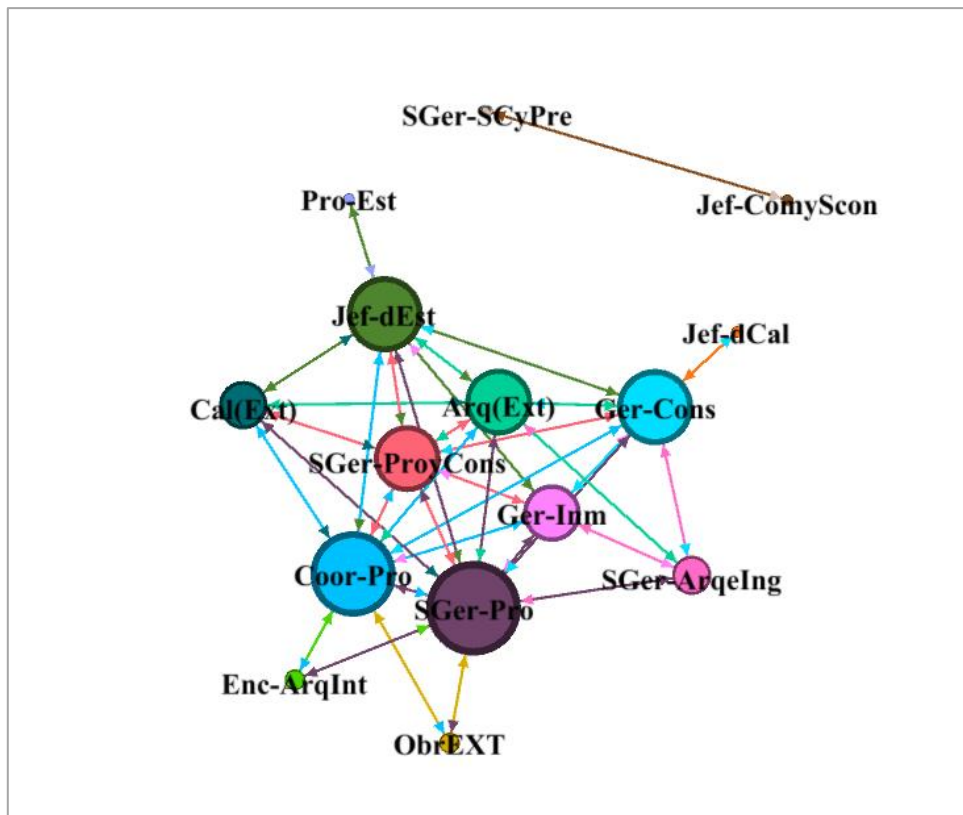 SGer-SCyPre
Pro-Est
Jef-ComyScon
Jef-dEst
Jef-dCal
Cal(Ext)
Arq(Ext)
Ger-Cons
SGer-ProyCons
Ger-Inm
Coor-Pro
SGer-ArqeIng
SGer-Pro
Enc-ArqInt
ObrEXT